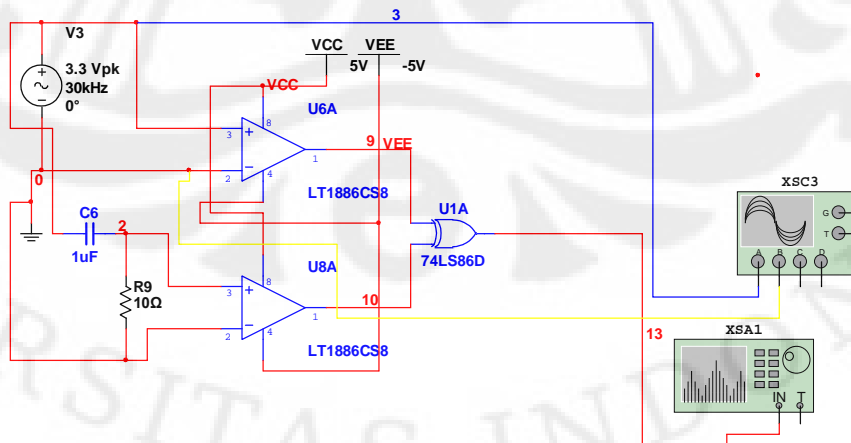 3
V3
VCC VEE
5V -5V
3.3 Vpk
30kHz
0°
VCC
U6A
3
8
9 VEE
1
2
4
0
LT1886CS8
XSC3
G
T
A B C D
C6
2
1uF
U1A
74LS86D
U8A
R9
10Ω
3
8
10
1
2
4
LT1886CS8
13
XSA1
IN T
RSITAS INDON